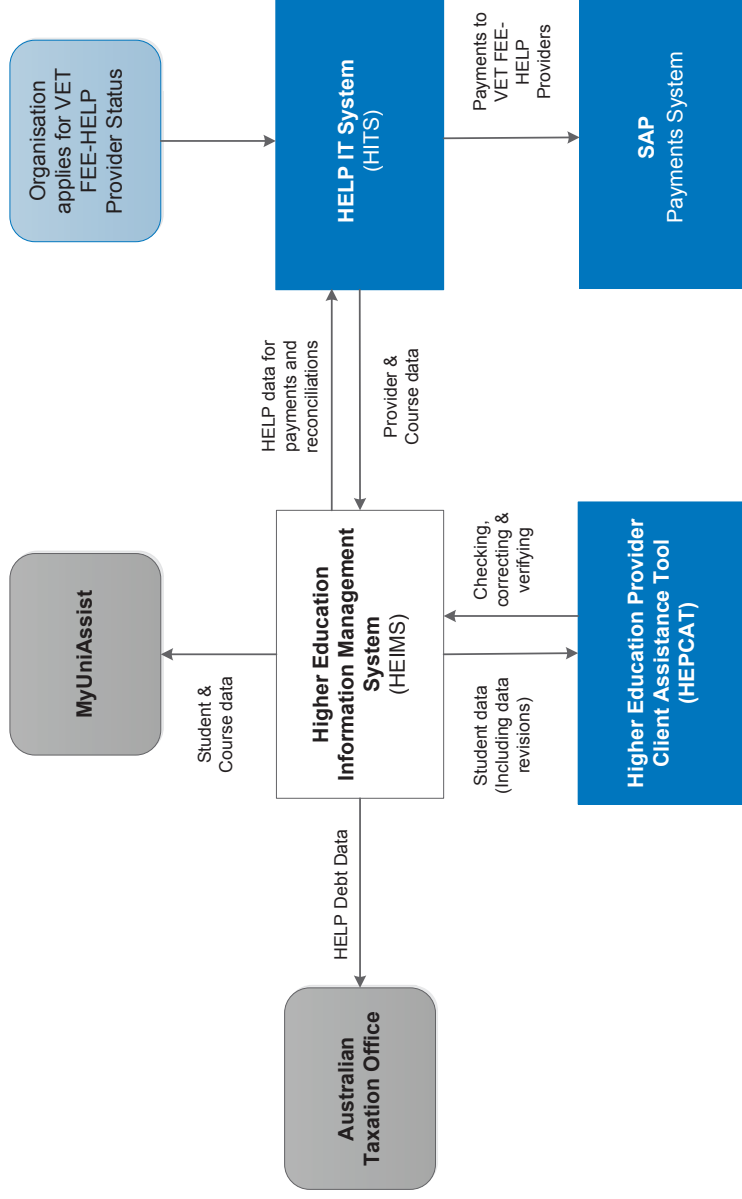 MyUniAssist
Organisation
applies for VET
FEE-HELP
Provider Status
Student &
Course data
Australian
Taxation Office
HELP Debt Data
Higher Education
Information Management
System
(HEIMS)
HELP data for
payments and
reconciliations
Provider &
Course data
HELP IT System
(HITS)
Student data
(Including data
revisions)
Checking,
correcting &
verifying
Payments to
VET FEE-
HELP
Providers
Higher Education Provider
Client Assistance Tool
(HEPCAT)
SAP
Payments System